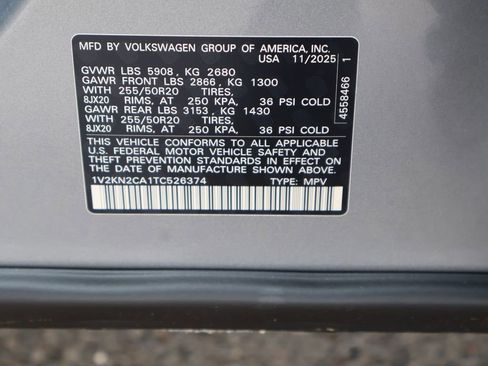 MFD BY VOLKSWAGEN GROUP OF AMERICA, INC.
USA 11/2025
GVWR LBS 5908, KG 2680
GAWR FRONT LBS 2866, KG 1300
WITH 255/50R20 TIRES,
8JX20 RIMS, AT 250 KPA, 36 PSI COLD
GAWR REAR LBS 3153, KG 1430
WITH 255/50R20 TIRES,
8JX20 RIMS, AT 250 KPA, 36 PSI COLD
THIS VEHICLE CONFORMS TO ALL APPLICABLE
U.S. FEDERAL MOTOR VEHICLE SAFETY AND
THEFT PREVENTION STANDARDS IN EFFECT ON
THE DATE OF MANUFACTURE SHOWN ABOVE.
1V2KN2CA1TC526374 TYPE: MPV
4558466 1